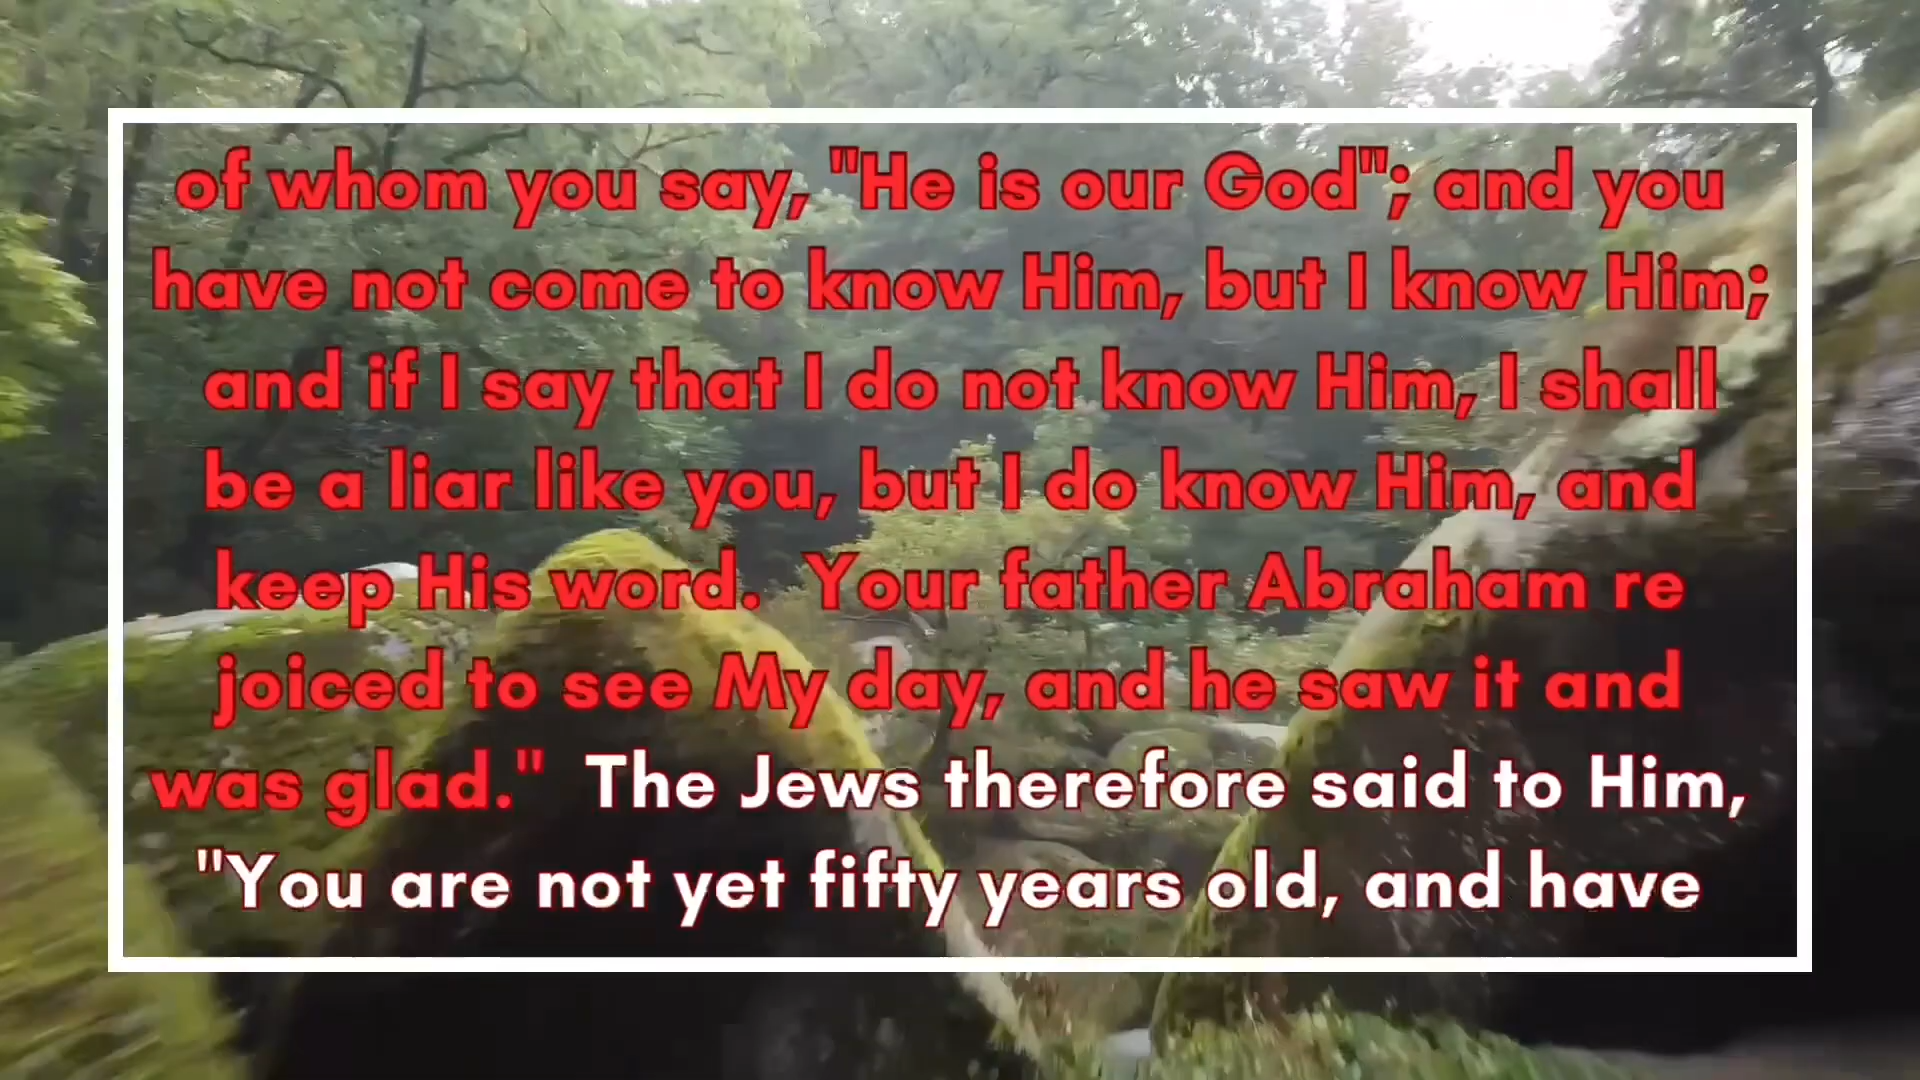 of whom you say, "He is our God"; and you
have not come to know Him, but I know Him;
and if I say that I do not know Him, I shall
be a liar like you, but I do know Him, and
keep His word.  Your father Abraham re
joiced to see My day, and he saw it and
was glad."  The Jews therefore said to Him,
"You are not yet fifty years old, and have